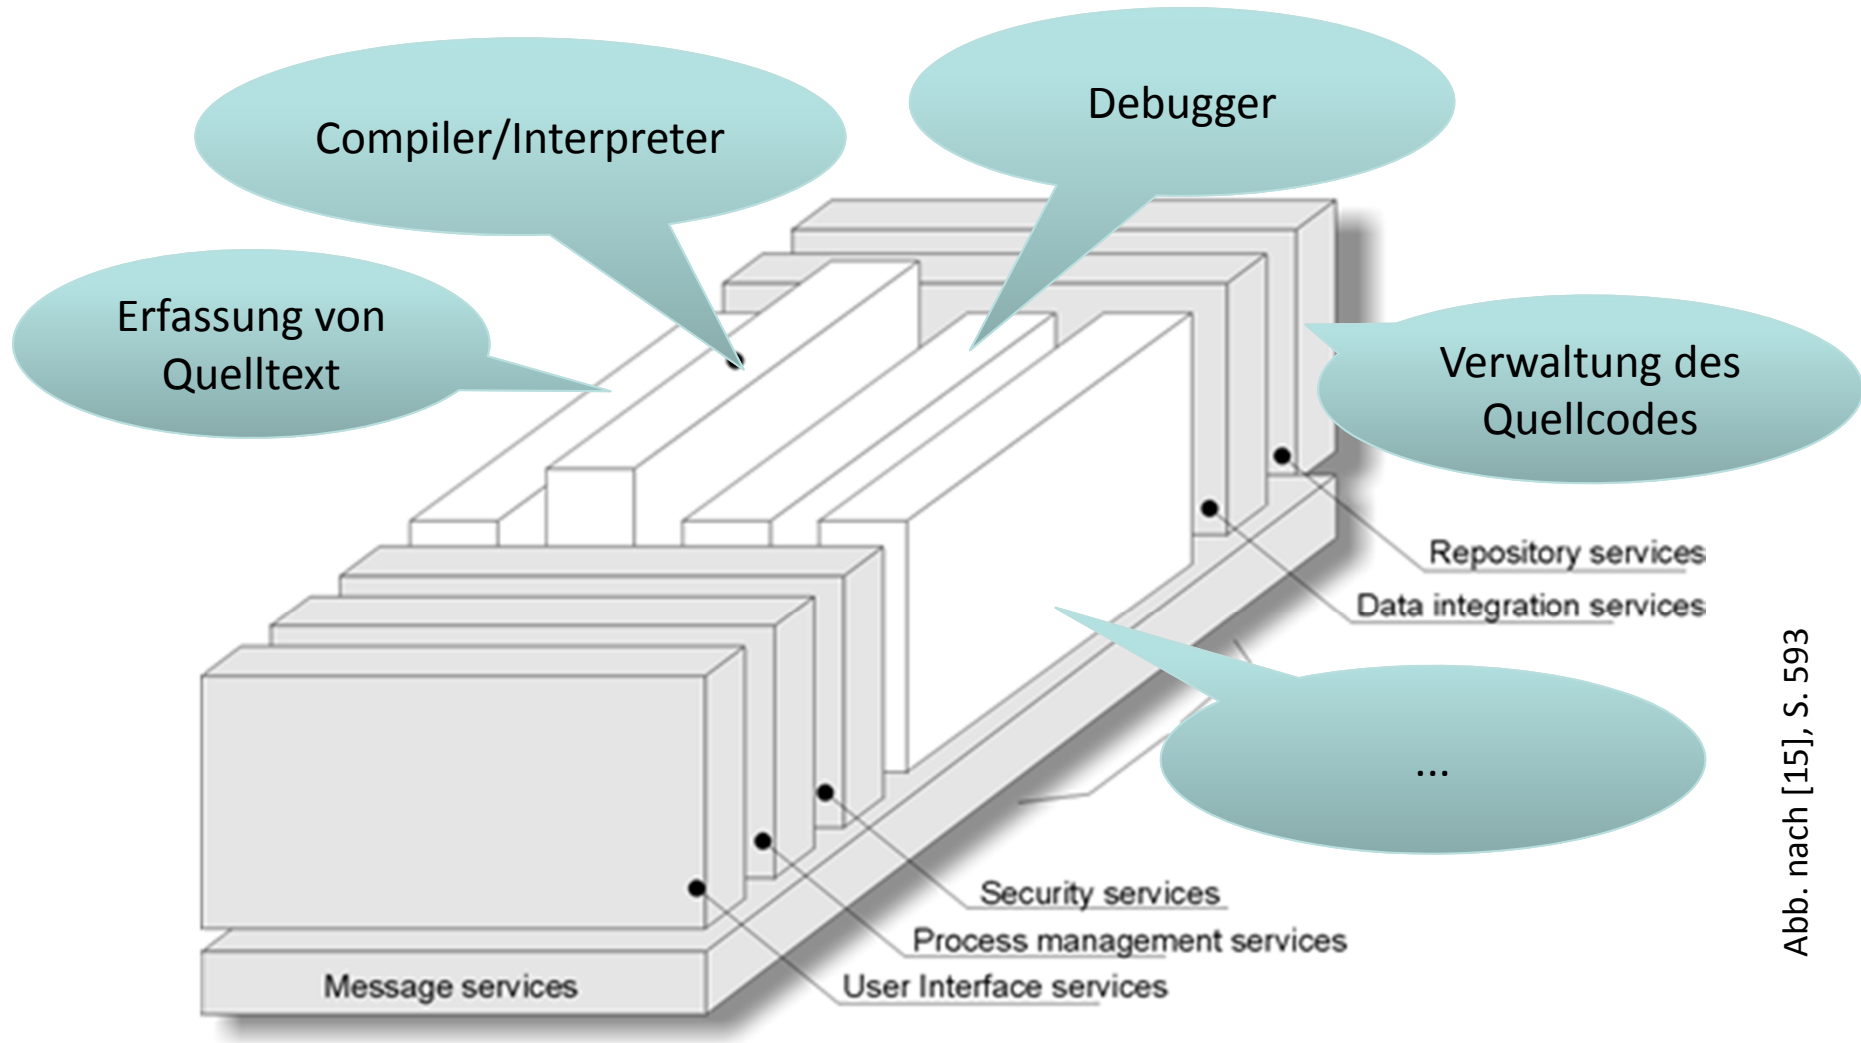 Debugger
Compiler/Interpreter
Erfassung von
Quelltext
Verwaltung des
Quellcodes
Repository services
Data integration services
...
Security services
Process management services
User Interface services
Message services
Abb. nach [15], S. 593